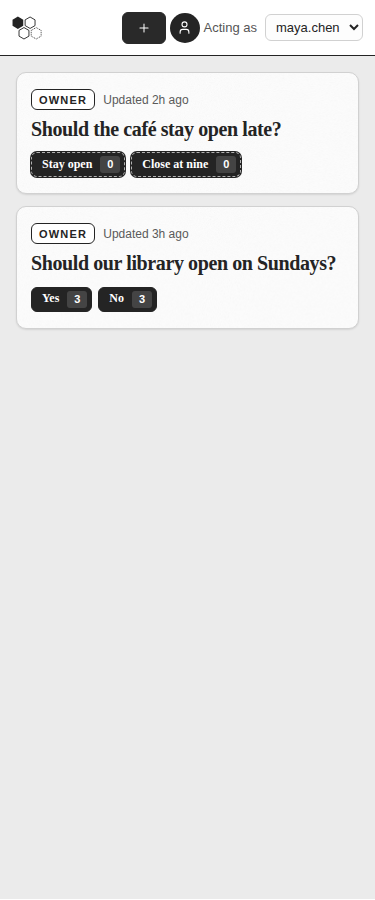 Acting as maya.chen
OWNER Updated 2h ago
Should the café stay open late?
Stay open 0 Close at nine 0
OWNER Updated 3h ago
Should our library open on Sundays?
Yes 3 No 3